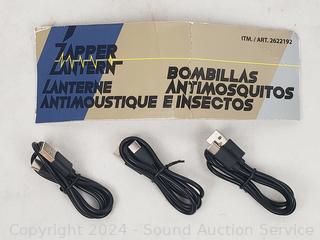 ITM. / ART. 2622192
ZAPPER
LANTERN
LANTERNE
ANTIMOUSTIQUE
BOMBILLAS
ANTIMOSQUITOS
E INSECTOS
Copyright © 2024 - Sound Auction Service